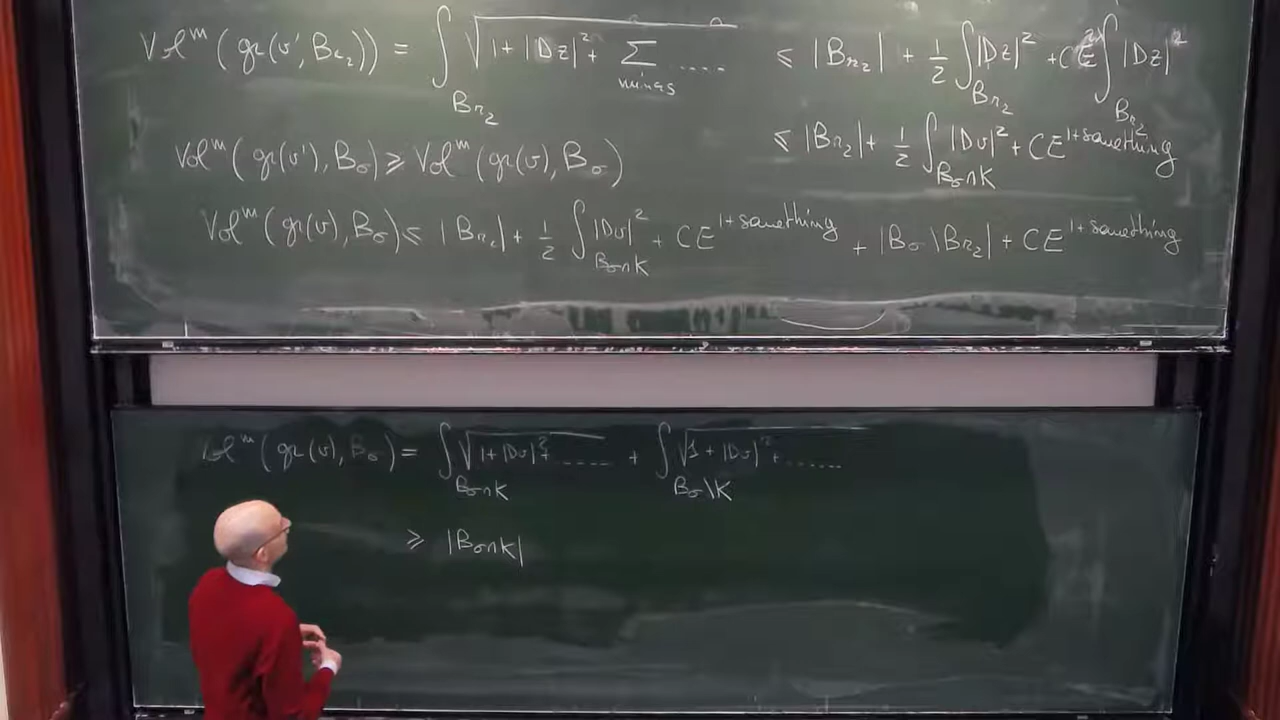 Vol^m (gr(v', B_{r_2})) = ∫_{B_{r_2}} √(1+|Dz|^2 + Σ_{minors} .....) ≤ |B_{r_2}| + 1/2 ∫_{B_{r_2}} |Dz|^2 + C E^2 ∫_{B_{r_2}} |Dz|^2
≤ |B_{r_2}| + 1/2 ∫_{B_σ∩K} |Dv|^2 + CE^{1+something}
Vol^m (gr(v'), B_σ) ≥ Vol^m (gr(v), B_σ)
Vol^m (gr(v), B_σ) ≤ |B_{r_2}| + 1/2 ∫_{B_σ∩K} |Dv|^2 + CE^{1+something} + |B_σ\B_{r_2}| + CE^{1+something}
Vol^m (gr(v), B_σ) = ∫_{B_σ∩K} √(1+|Dv|^2+ .....) + ∫_{B_σ\K} √(1+|Dv|^2+ ......)
≥ |B_σ∩K|